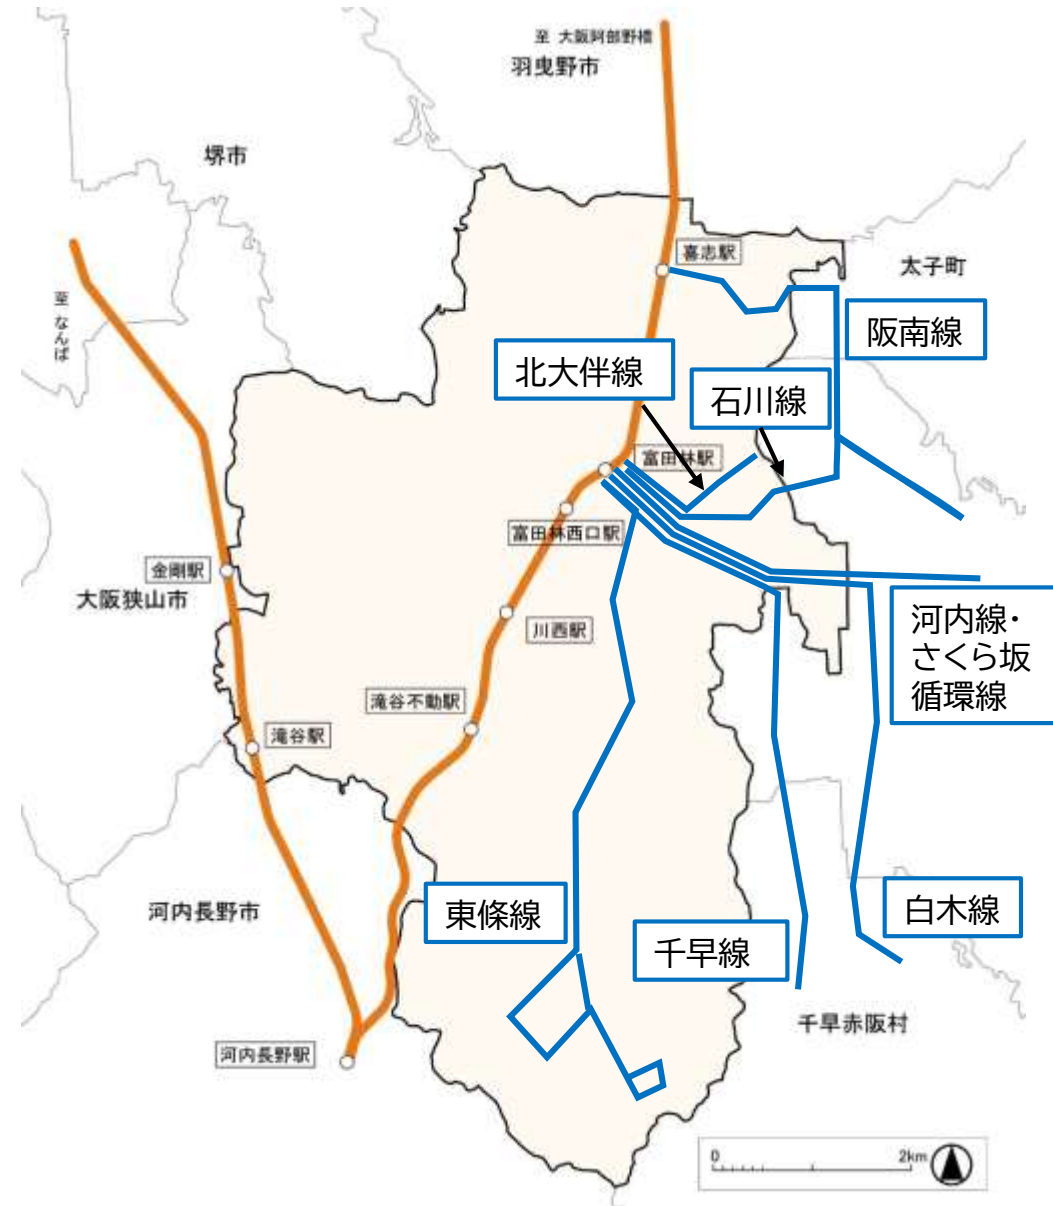 至 大阪阿部野橋
羽曳野市
堺市
喜志駅
太子町
至 なんば
阪南線
北大伴線
石川線
富田林駅
富田林西口駅
金剛駅
大阪狭山市
川西駅
河内線・
さくら坂
循環線
滝谷不動駅
滝谷駅
東條線
白木線
河内長野市
千早線
千早赤阪村
河内長野駅
0
2km